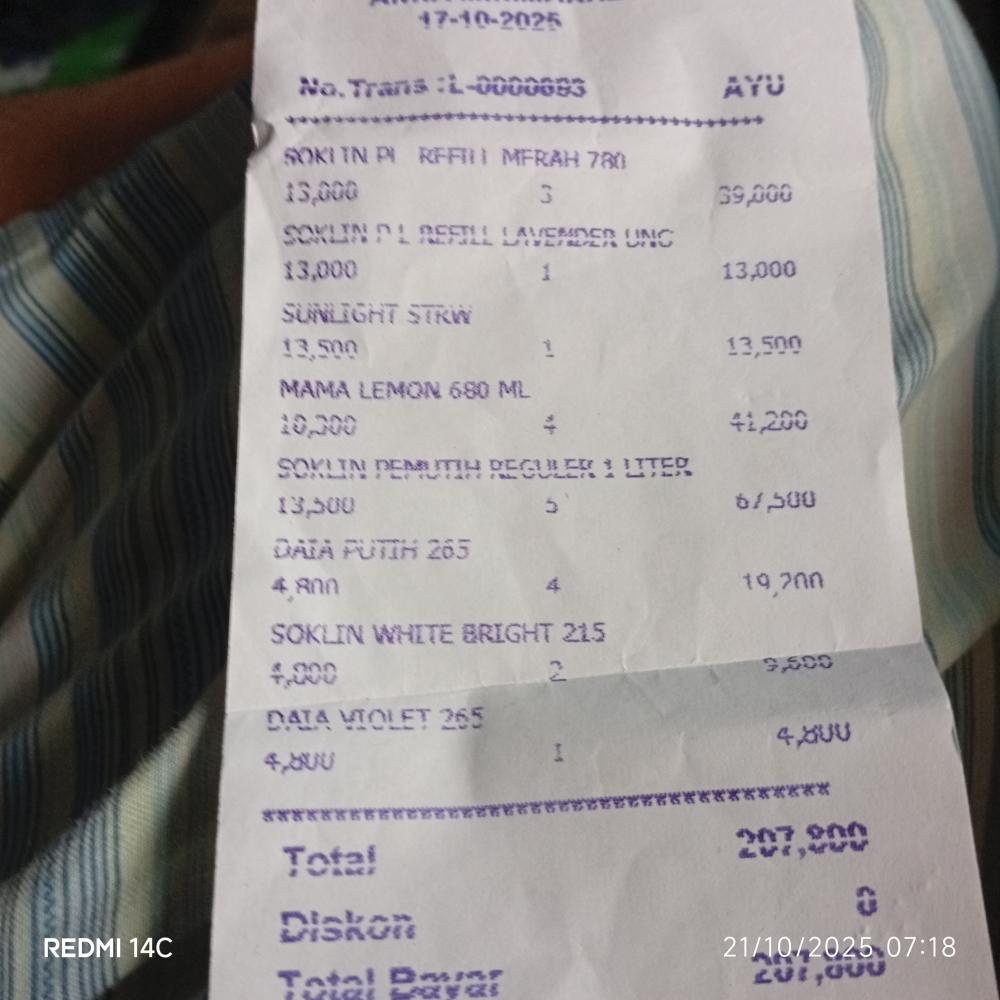 17-10-2025
No.Trans :L-0000683 AYU
****************************************
SOKLIN PL REFILL MERAH 780
13,000 3 39,000
SOKLIN P L REFILL LAVENDER UNG
13,000 1 13,000
SUNLIGHT STRW
13,500 1 13,500
MAMA LEMON 680 ML
10,300 4 41,200
SOKLIN PEMUTIH REGULER 1 LITER
13,500 5 67,500
DAIA PUTIH 265
4,800 4 19,200
SOKLIN WHITE BRIGHT 215
4,800 2 9,600
DAIA VIOLET 265
4,800 1 4,800
****************************************
Total 207,800
Diskon 0
Total Bayar 207,800
REDMI 14C 21/10/2025 07:18